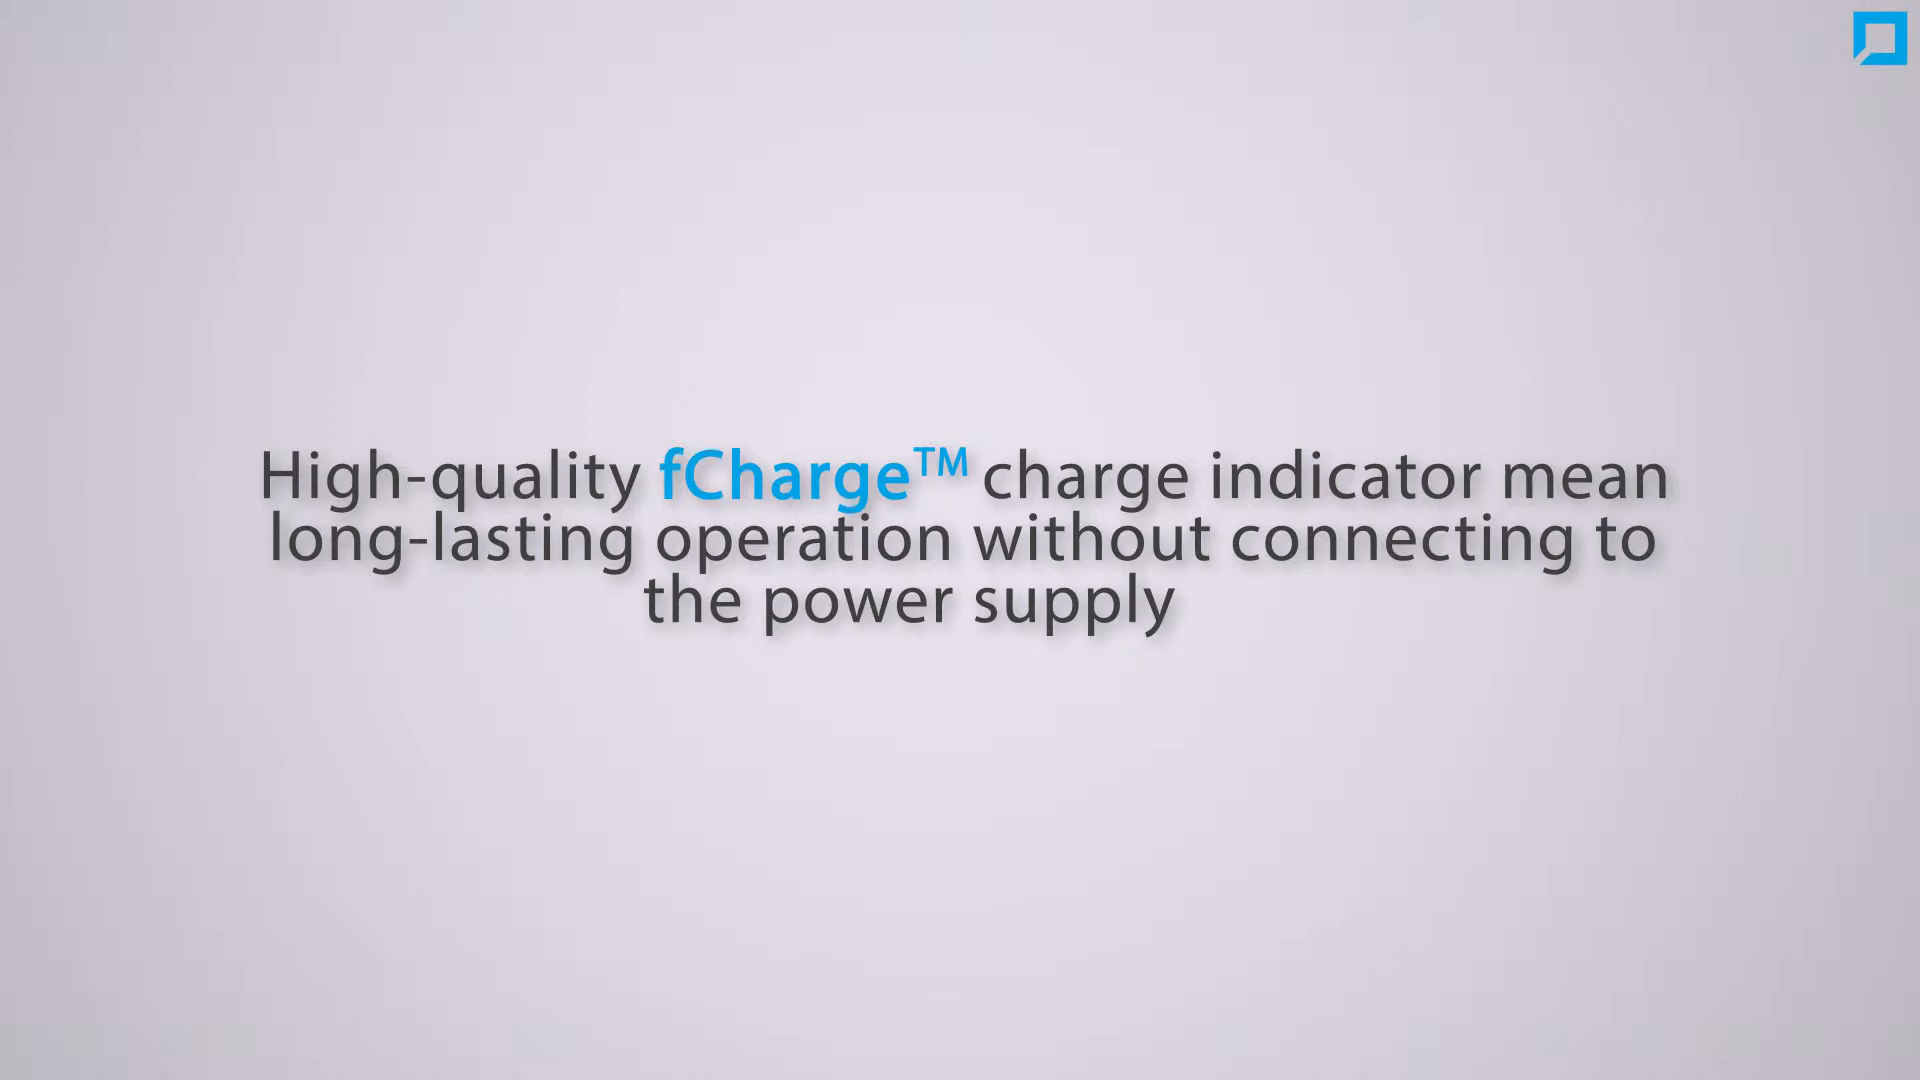 High-quality fCharge™ charge indicator mean
long-lasting operation without connecting to
the power supply